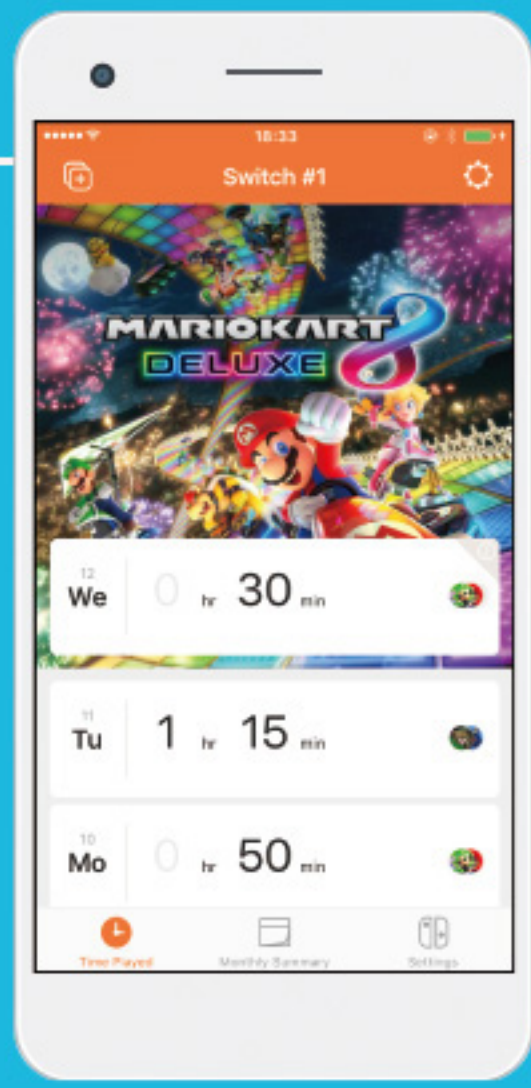 18:33
Switch #1
MARIOKART 8
DELUXE
12
We 0 hr 30 min
11
Tu 1 hr 15 min
10
Mo 0 hr 50 min
Time Played Monthly Summary Settings